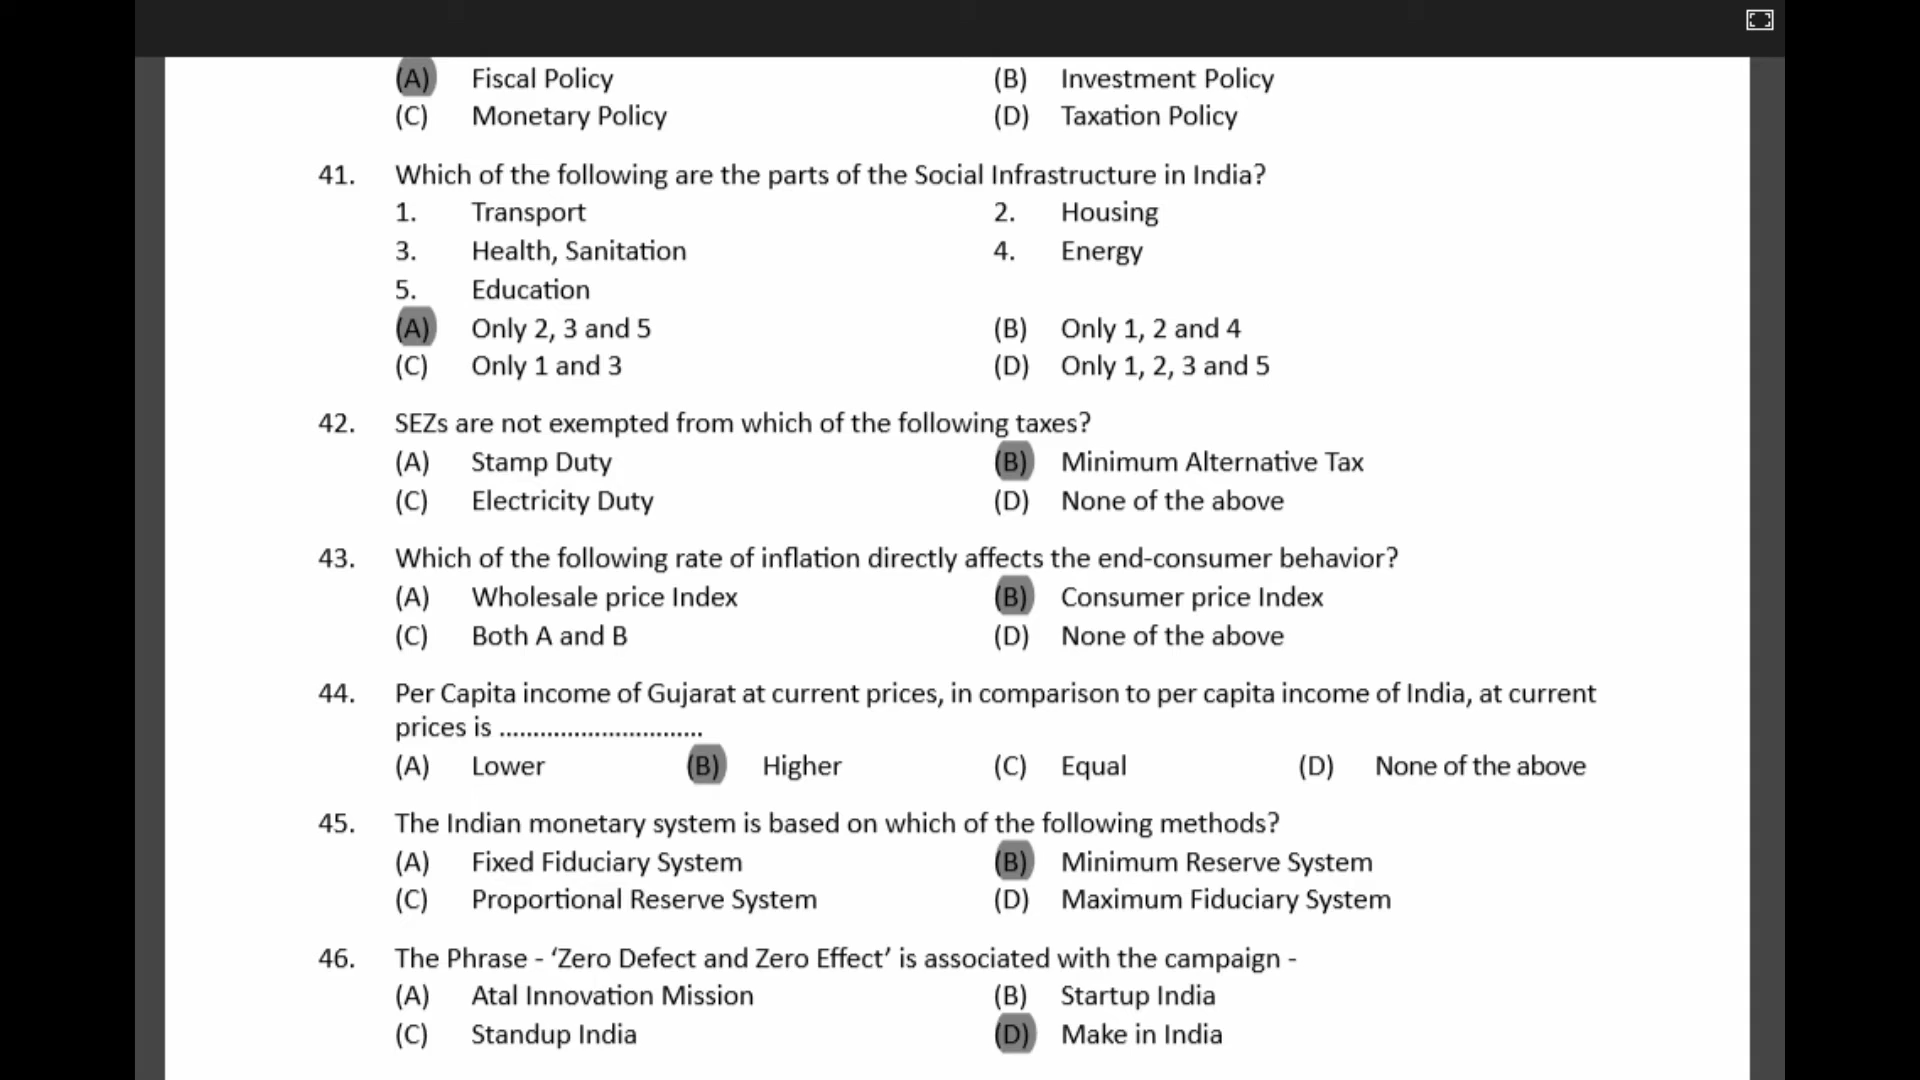 (A) Fiscal Policy (B) Investment Policy
(C) Monetary Policy (D) Taxation Policy
41. Which of the following are the parts of the Social Infrastructure in India?
1. Transport 2. Housing
3. Health, Sanitation 4. Energy
5. Education
(A) Only 2, 3 and 5 (B) Only 1, 2 and 4
(C) Only 1 and 3 (D) Only 1, 2, 3 and 5
42. SEZs are not exempted from which of the following taxes?
(A) Stamp Duty (B) Minimum Alternative Tax
(C) Electricity Duty (D) None of the above
43. Which of the following rate of inflation directly affects the end-consumer behavior?
(A) Wholesale price Index (B) Consumer price Index
(C) Both A and B (D) None of the above
44. Per Capita income of Gujarat at current prices, in comparison to per capita income of India, at current
prices is ..............................
(A) Lower (B) Higher (C) Equal (D) None of the above
45. The Indian monetary system is based on which of the following methods?
(A) Fixed Fiduciary System (B) Minimum Reserve System
(C) Proportional Reserve System (D) Maximum Fiduciary System
46. The Phrase - ‘Zero Defect and Zero Effect’ is associated with the campaign -
(A) Atal Innovation Mission (B) Startup India
(C) Standup India (D) Make in India